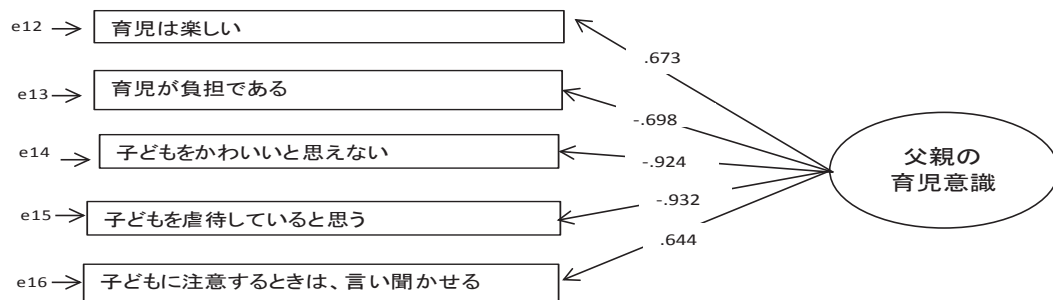 e12
育児は楽しい
.673
e13
育児が負担である
-.698
e14
子どもをかわいいと思えない
-.924
父親の
育児意識
e15
子どもを虐待していると思う
-.932
e16
子どもに注意するときは、言い聞かせる
.644